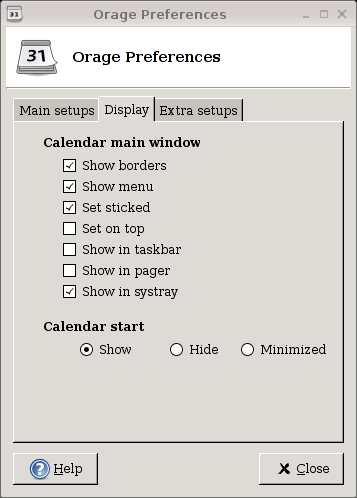 Orage Preferences
31
31 Orage Preferences
Main setups Display Extra setups
Calendar main window
Show borders
Show menu
Set sticked
Set on top
Show in taskbar
Show in pager
Show in systray
Calendar start
Show Hide Minimized
? Help Close